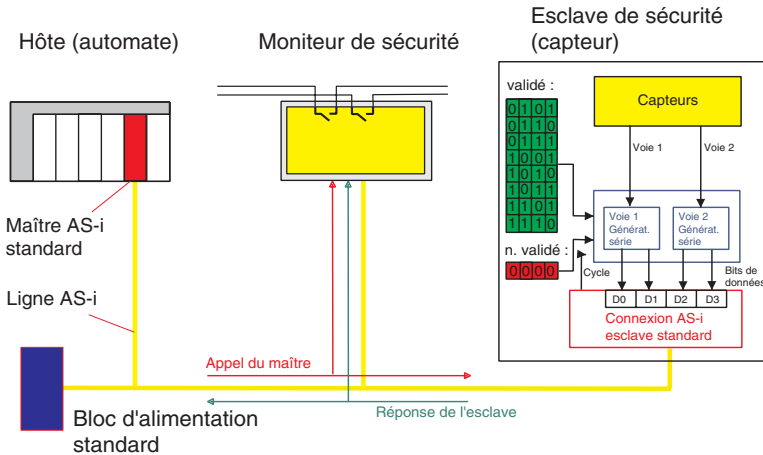 Hôte (automate)
Moniteur de sécurité
Esclave de sécurité
(capteur)
validé :
0101
0110
0111
1001
1010
1011
1101
1110
Capteurs
Voie 1
Voie 2
Voie 1
Générat.
série
Voie 2
Générat.
série
n. validé :
0000
Cycle
Bits de
données
D0 D1 D2 D3
Connexion AS-i
esclave standard
Maître AS-i
standard
Ligne AS-i
Appel du maître
Réponse de l'esclave
Bloc d'alimentation
standard